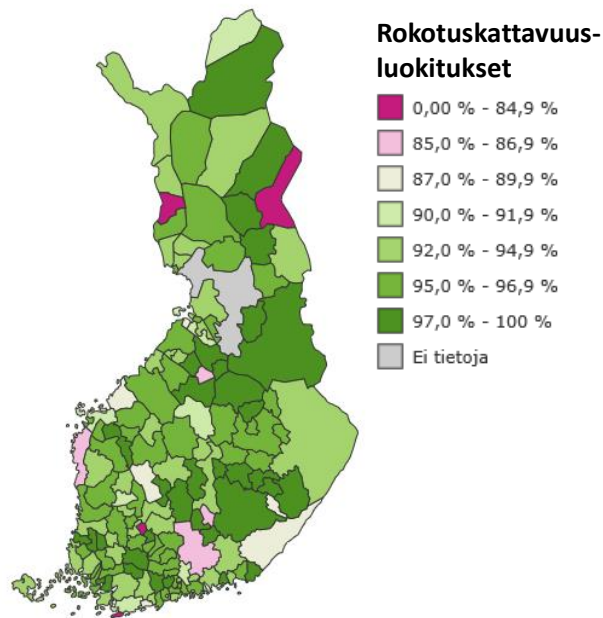 Rokotuskattavuus-
luokitukset
0,00 % - 84,9 %
85,0 % - 86,9 %
87,0 % - 89,9 %
90,0 % - 91,9 %
92,0 % - 94,9 %
95,0 % - 96,9 %
97,0 % - 100 %
Ei tietoja